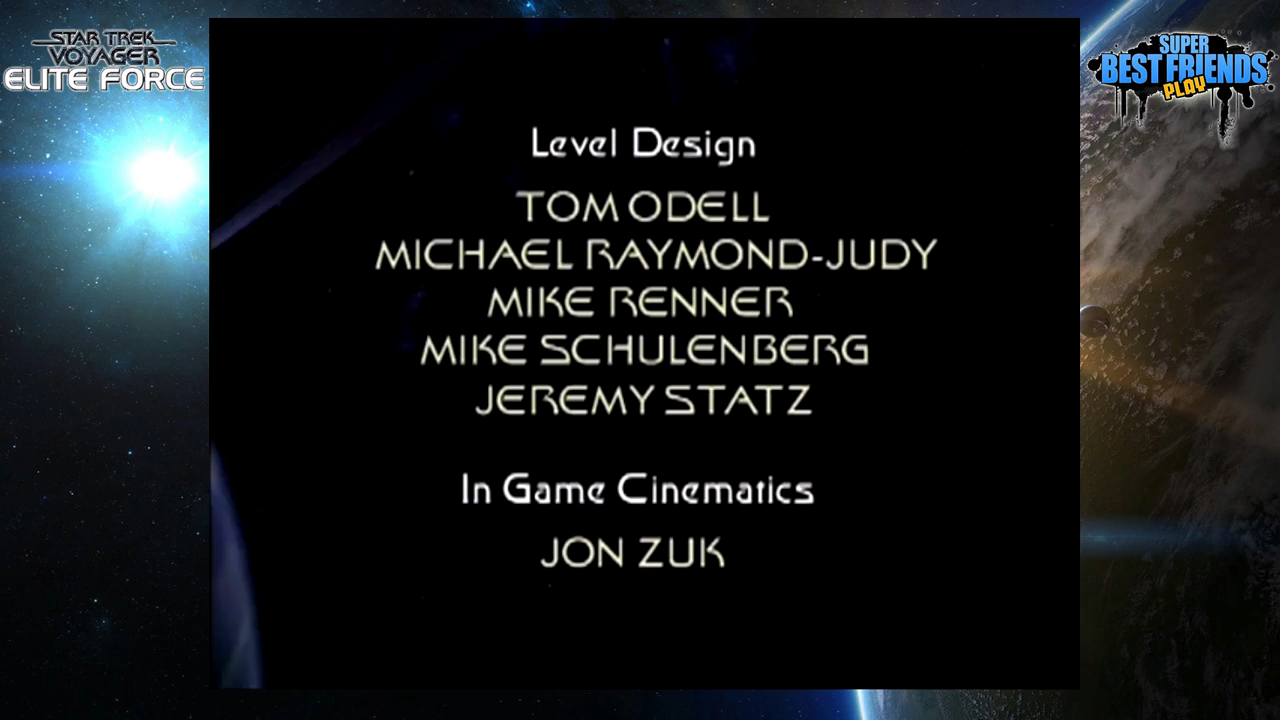 STAR TREK
VOYAGER
ELITE FORCE
SUPER
BEST FRIENDS
PLAY
Level Design
TOM ODELL
MICHAEL RAYMOND-JUDY
MIKE RENNER
MIKE SCHULENBERG
JEREMY STATZ
In Game Cinematics
JON ZUK